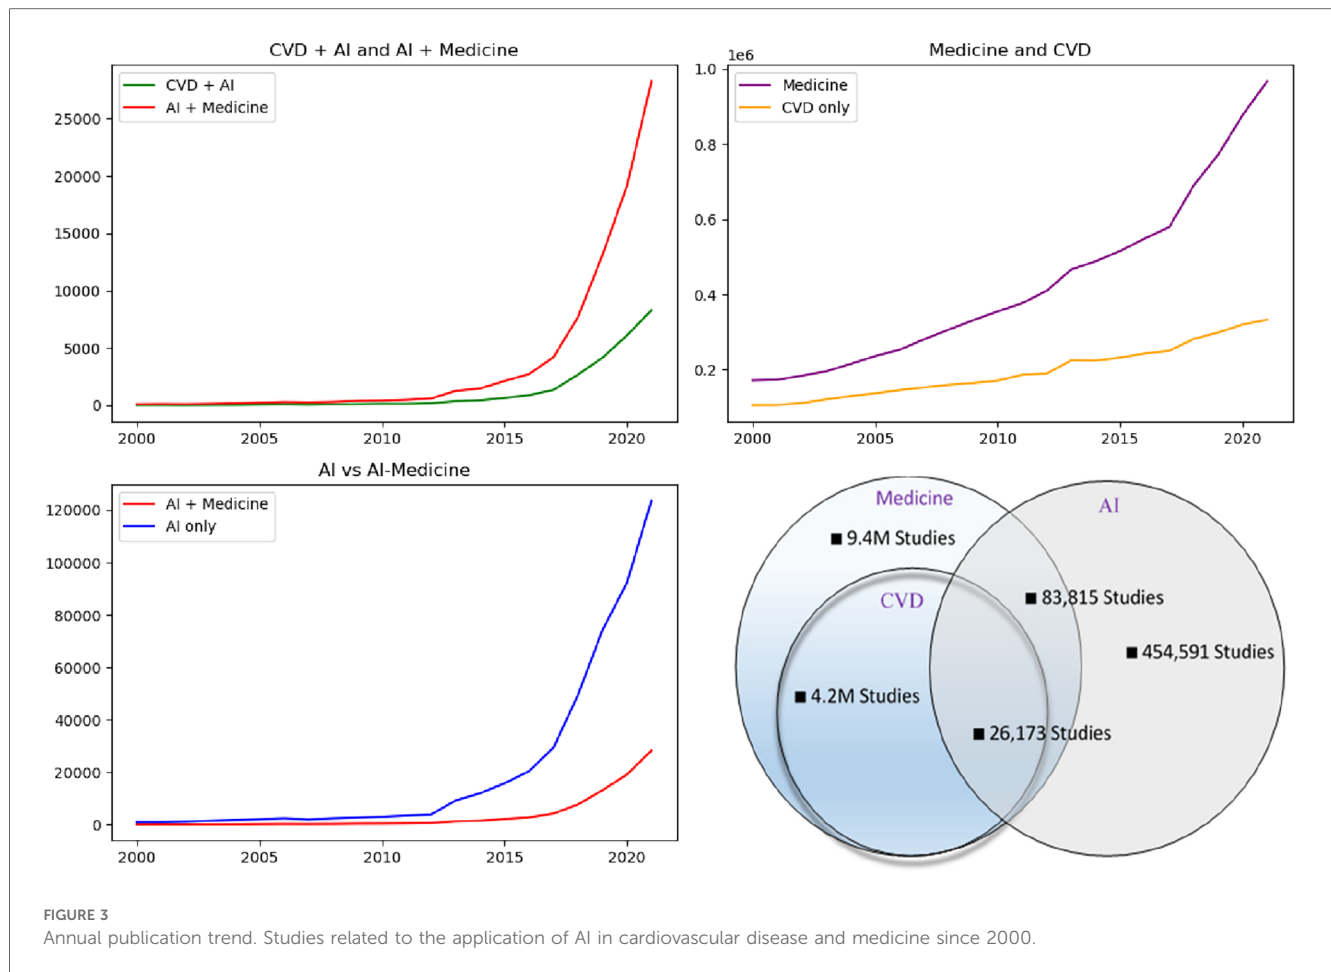 CVD + AI and AI + Medicine
CVD + AI
AI + Medicine
25000
20000
15000
10000
5000
0
2000
2005
2010
2015
2020
Medicine and CVD
1e6
Medicine
CVD only
1.0
0.8
0.6
0.4
0.2
2000
2005
2010
2015
2020
AI vs AI-Medicine
AI + Medicine
AI only
120000
100000
80000
60000
40000
20000
0
2000
2005
2010
2015
2020
Medicine
AI
9.4M Studies
CVD
83,815 Studies
454,591 Studies
4.2M Studies
26,173 Studies
FIGURE 3
Annual publication trend. Studies related to the application of AI in cardiovascular disease and medicine since 2000.